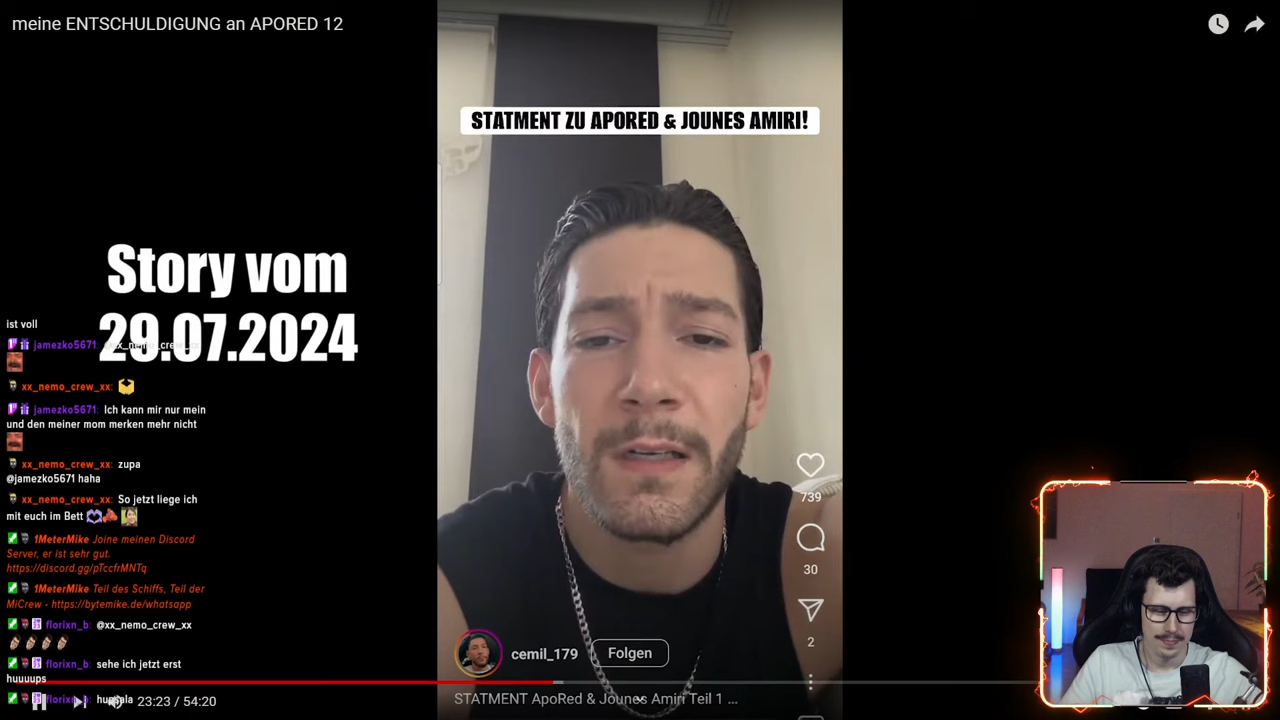 meine ENTSCHULDIGUNG an APORED 12
STATMENT ZU APORED & JOUNES AMIRI!
Story vom
29.07.2024
ist voll
jamezko5671:
xx_nemo_crew_xx:
jamezko5671: Ich kann mir nur mein
und den meiner mom merken mehr nicht
xx_nemo_crew_xx: zupa
@jamezko5671 haha
xx_nemo_crew_xx: So jetzt liege ich
mit euch im Bett
1MeterMike Joine meinen Discord
Server, er ist sehr gut.
https://discord.gg/pTccfrMNTq
1MeterMike Teil des Schiffs, Teil der
MiCrew - https://bytemike.de/whatsapp
florixn_b: @xx_nemo_crew_xx
florixn_b: sehe ich jetzt erst
huuuups
florixn_b: huppala
23:23 / 54:20
739
30
2
cemil_179
Folgen
STATMENT ApoRed & Jounes Amiri Teil 1 ...